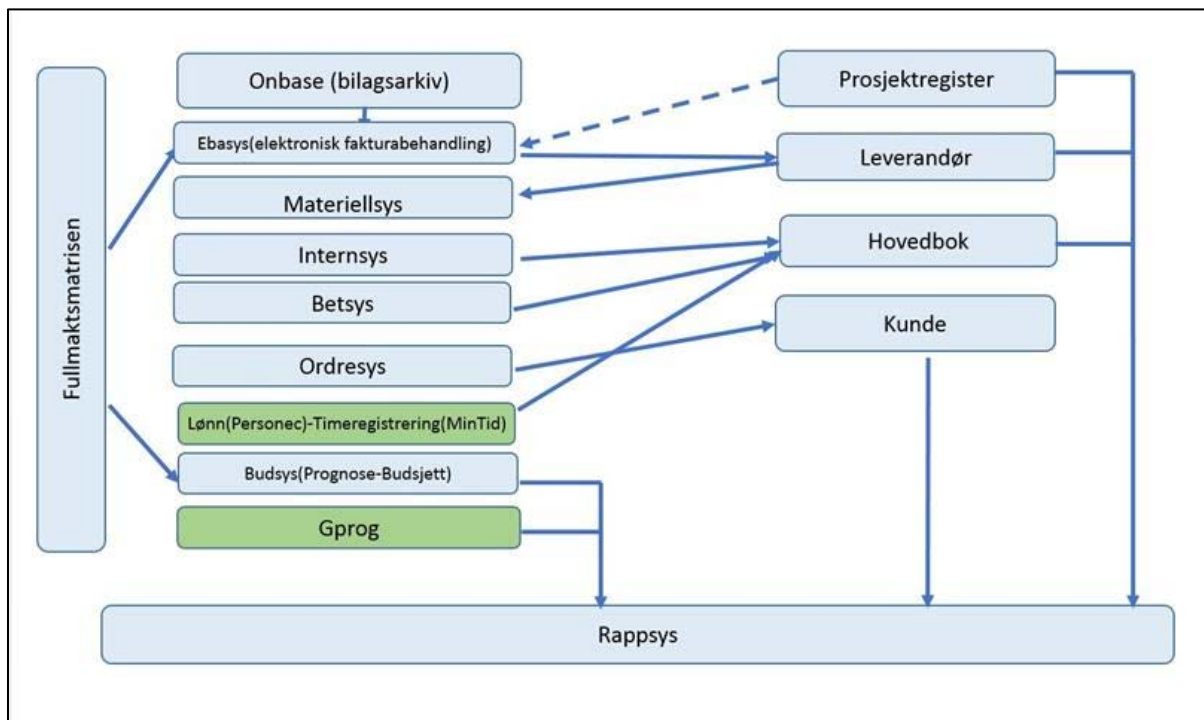 Fullmaktsmatrisen
Onbase (bilagsarkiv)
Ebasys(elektronisk fakturabehandling)
Materiellsys
Internsys
Betsys
Ordresys
Lønn(Personec)-Timeregistrering(MinTid)
Budsys(Prognose-Budsjett)
Gprog
Prosjektregister
Leverandør
Hovedbok
Kunde
Rappsys